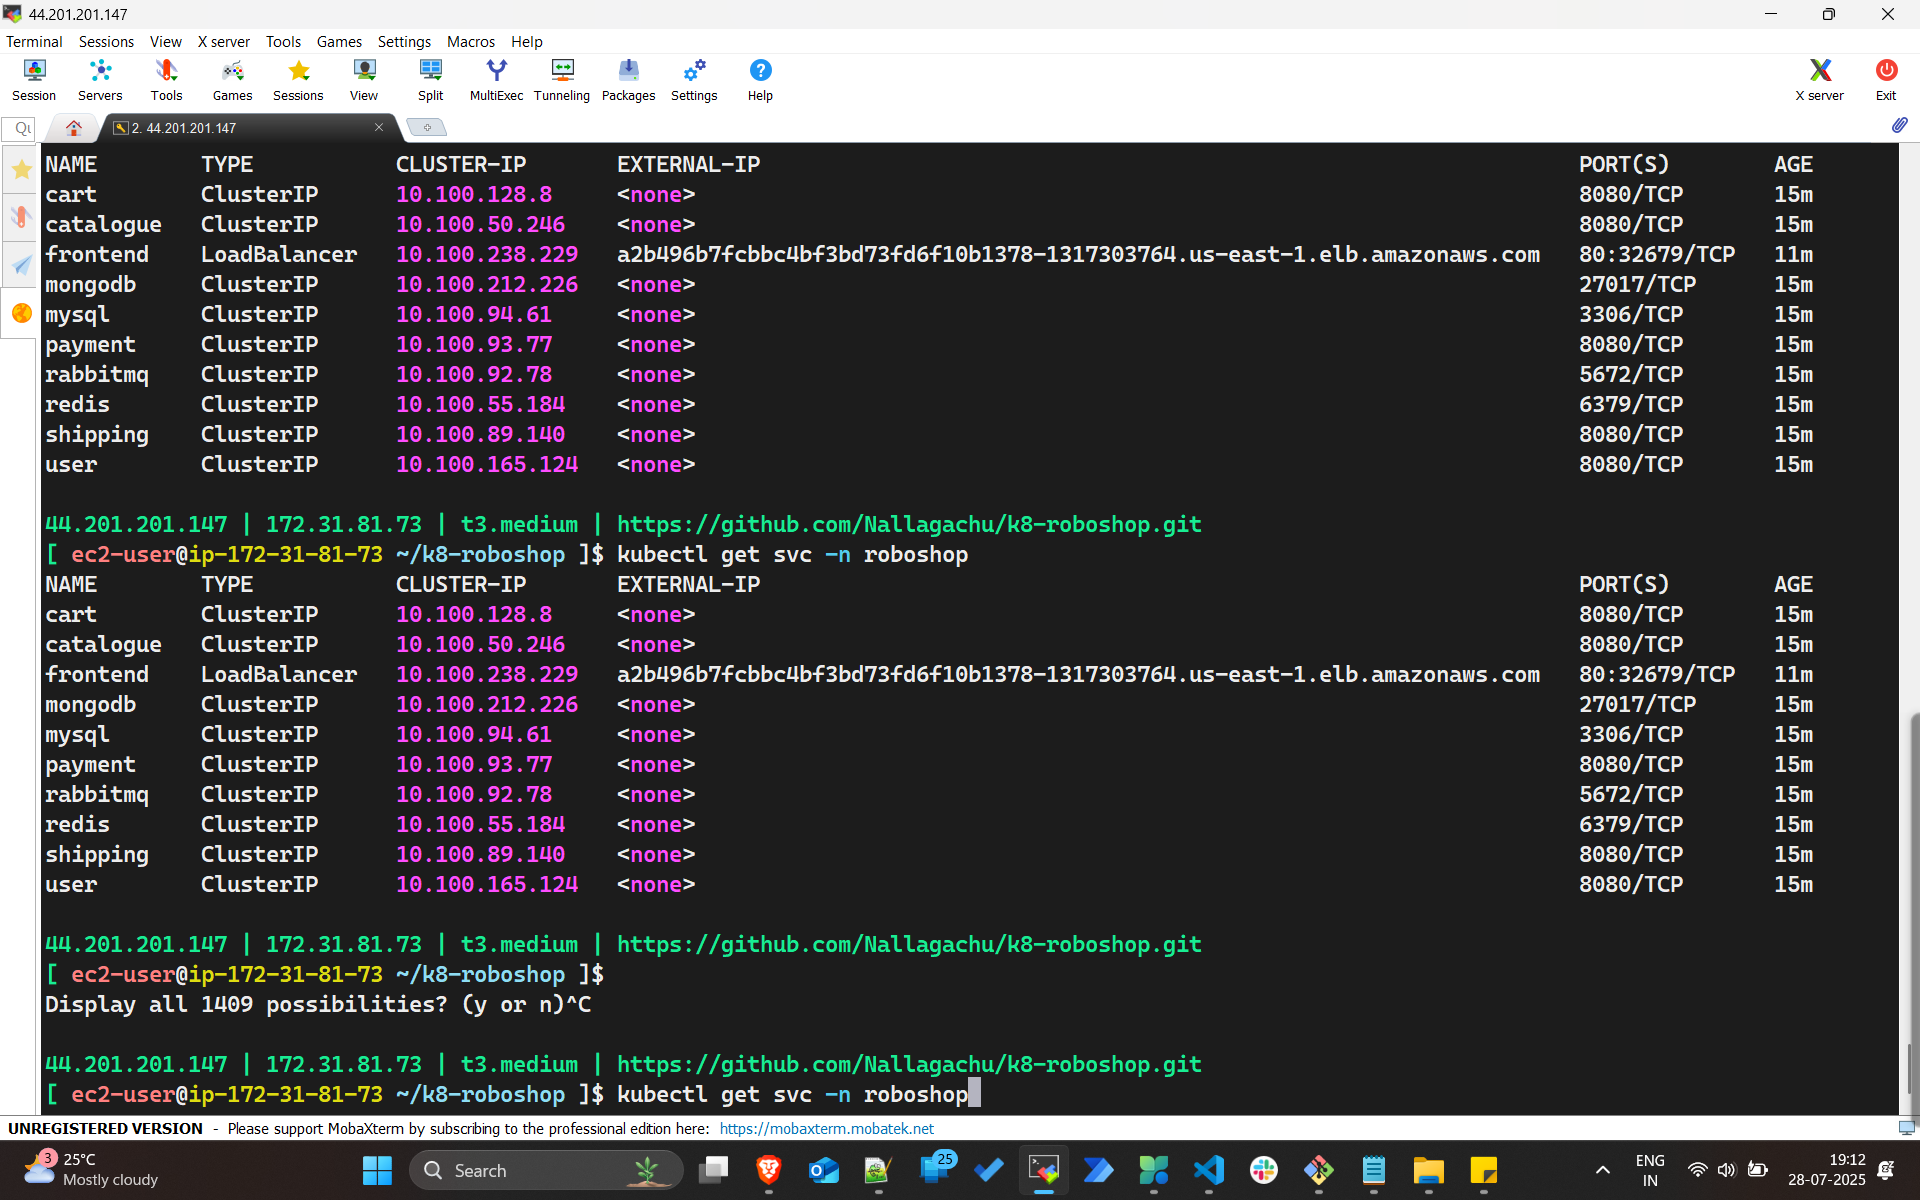 44.201.201.147
Terminal Sessions View X server Tools Games Settings Macros Help
Session Servers Tools Games Sessions View Split MultiExec Tunneling Packages Settings Help X server Exit
2. 44.201.201.147
NAME TYPE CLUSTER-IP EXTERNAL-IP PORT(S) AGE
cart ClusterIP 10.100.128.8 <none> 8080/TCP 15m
catalogue ClusterIP 10.100.50.246 <none> 8080/TCP 15m
frontend LoadBalancer 10.100.238.229 a2b496b7fcbbc4bf3bd73fd6f10b1378-1317303764.us-east-1.elb.amazonaws.com 80:32679/TCP 11m
mongodb ClusterIP 10.100.212.226 <none> 27017/TCP 15m
mysql ClusterIP 10.100.94.61 <none> 3306/TCP 15m
payment ClusterIP 10.100.93.77 <none> 8080/TCP 15m
rabbitmq ClusterIP 10.100.92.78 <none> 5672/TCP 15m
redis ClusterIP 10.100.55.184 <none> 6379/TCP 15m
shipping ClusterIP 10.100.89.140 <none> 8080/TCP 15m
user ClusterIP 10.100.165.124 <none> 8080/TCP 15m
44.201.201.147 | 172.31.81.73 | t3.medium | https://github.com/Nallagachu/k8-roboshop.git
[ ec2-user@ip-172-31-81-73 ~/k8-roboshop ]$ kubectl get svc -n roboshop
NAME TYPE CLUSTER-IP EXTERNAL-IP PORT(S) AGE
cart ClusterIP 10.100.128.8 <none> 8080/TCP 15m
catalogue ClusterIP 10.100.50.246 <none> 8080/TCP 15m
frontend LoadBalancer 10.100.238.229 a2b496b7fcbbc4bf3bd73fd6f10b1378-1317303764.us-east-1.elb.amazonaws.com 80:32679/TCP 11m
mongodb ClusterIP 10.100.212.226 <none> 27017/TCP 15m
mysql ClusterIP 10.100.94.61 <none> 3306/TCP 15m
payment ClusterIP 10.100.93.77 <none> 8080/TCP 15m
rabbitmq ClusterIP 10.100.92.78 <none> 5672/TCP 15m
redis ClusterIP 10.100.55.184 <none> 6379/TCP 15m
shipping ClusterIP 10.100.89.140 <none> 8080/TCP 15m
user ClusterIP 10.100.165.124 <none> 8080/TCP 15m
44.201.201.147 | 172.31.81.73 | t3.medium | https://github.com/Nallagachu/k8-roboshop.git
[ ec2-user@ip-172-31-81-73 ~/k8-roboshop ]$
Display all 1409 possibilities? (y or n)^C
44.201.201.147 | 172.31.81.73 | t3.medium | https://github.com/Nallagachu/k8-roboshop.git
[ ec2-user@ip-172-31-81-73 ~/k8-roboshop ]$ kubectl get svc -n roboshop
UNREGISTERED VERSION - Please support MobaXterm by subscribing to the professional edition here: https://mobaxterm.mobatek.net
3 25°C
Mostly cloudy
Search
25
ENG
IN
19:12
28-07-2025